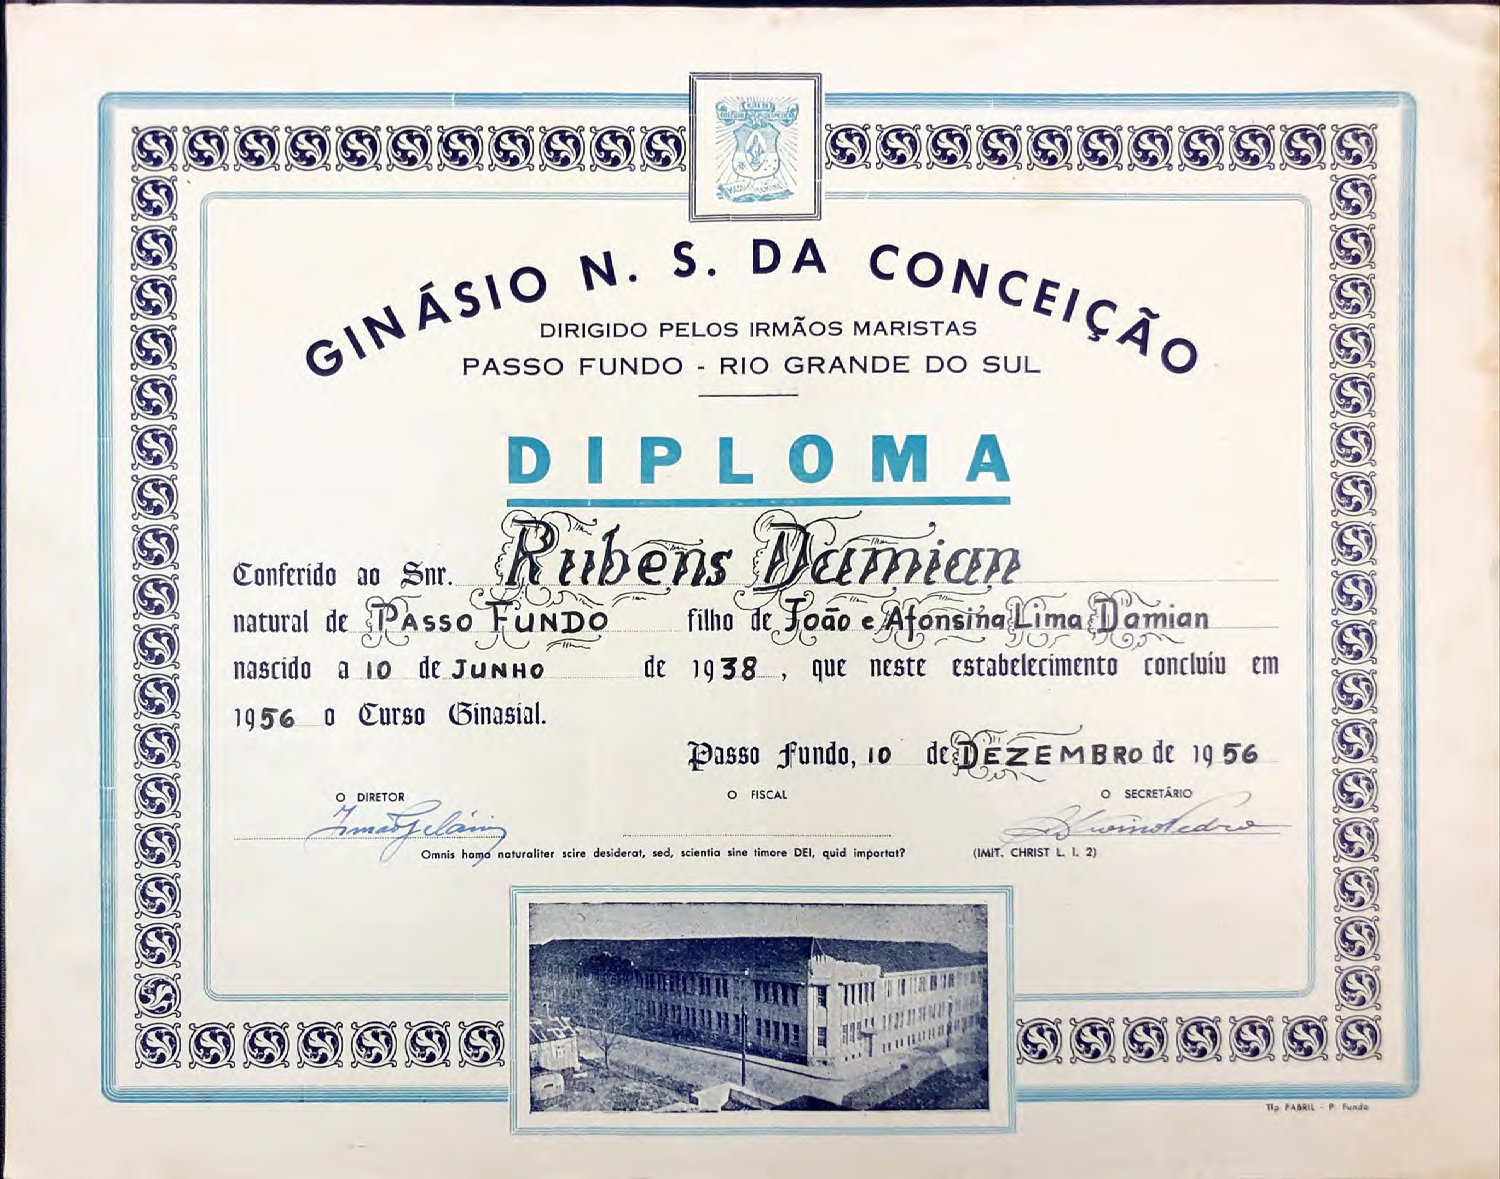 GINÁSIO N. S. DA CONCEIÇÃO
DIRIGIDO PELOS IRMÃOS MARISTAS
PASSO FUNDO - RIO GRANDE DO SUL
DIPLOMA
Conferido ao Snr. Rubens Damian
natural de PASSO FUNDO filho de João e Afonsina Lima Damian
nascido a 10 de JUNHO de 1938, que neste estabelecimento concluiu em
1956 o Curso Ginasial.
Passo Fundo, 10 de DEZEMBRO de 1956
O DIRETOR O FISCAL O SECRETÁRIO
Irmão Gelásio
Omnis homo naturaliter scire desiderat, sed, scientia sine timore DEI, quid importat? (IMIT. CHRIST L. I. 2)
Tip. FABRIL - P. Fundo